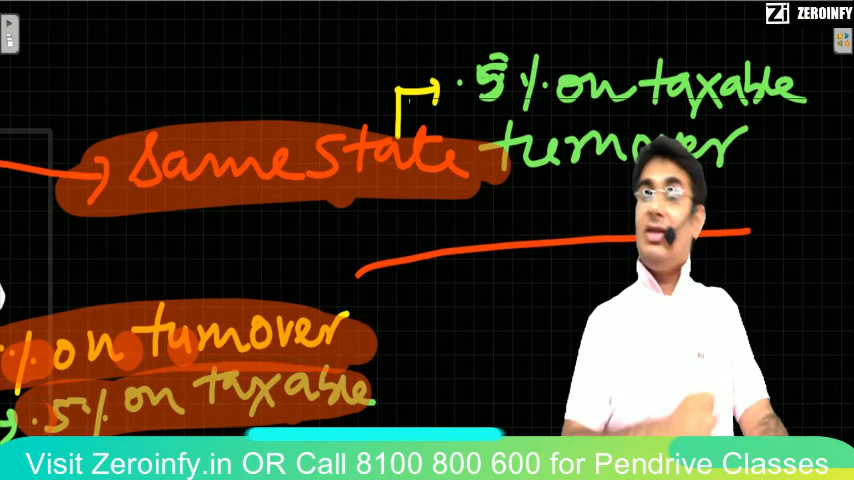 Zi ZEROINFY
.5% on taxable
turnover
Same State
% on turnover
.5% on taxable
Visit Zeroinfy.in OR Call 8100 800 600 for Pendrive Classes